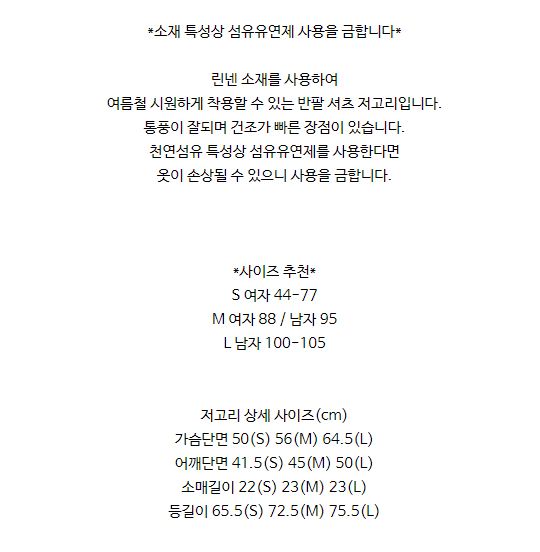 *소재 특성상 섬유유연제 사용을 금합니다*
린넨 소재를 사용하여
여름철 시원하게 착용할 수 있는 반팔 셔츠 저고리입니다.
통풍이 잘되며 건조가 빠른 장점이 있습니다.
천연섬유 특성상 섬유유연제를 사용한다면
옷이 손상될 수 있으니 사용을 금합니다.
*사이즈 추천*
S 여자 44-77
M 여자 88 / 남자 95
L 남자 100-105
저고리 상세 사이즈(cm)
가슴단면 50(S) 56(M) 64.5(L)
어깨단면 41.5(S) 45(M) 50(L)
소매길이 22(S) 23(M) 23(L)
등길이 65.5(S) 72.5(M) 75.5(L)